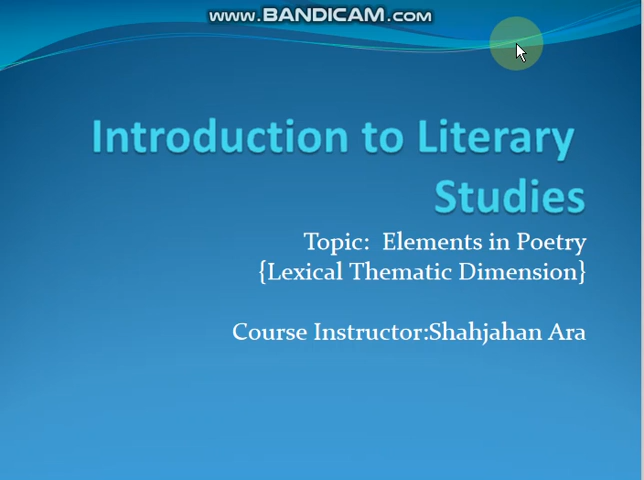 www.BANDICAM.com
Introduction to Literary
Studies
Topic: Elements in Poetry
{Lexical Thematic Dimension}
Course Instructor:Shahjahan Ara